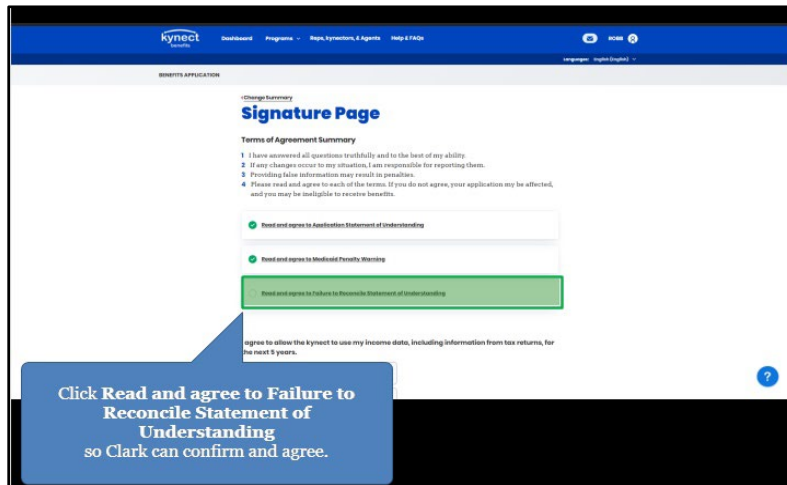 kynect
benefits
Dashboard Programs Reps, kynectors, & Agents Help & FAQs ROBB
Languages: English (English)
BENEFITS APPLICATION
<Change Summary
Signature Page
Terms of Agreement Summary
1 I have answered all questions truthfully and to the best of my ability.
2 If any changes occur to my situation, I am responsible for reporting them.
3 Providing false information may result in penalties.
4 Please read and agree to each of the terms. If you do not agree, your application my be affected,
and you may be ineligible to receive benefits.
Read and agree to Application Statement of Understanding
Read and agree to Medicaid Penalty Warning
Read and agree to Failure to Reconcile Statement of Understanding
agree to allow the kynect to use my income data, including information from tax returns, for
the next 5 years.
?
Click Read and agree to Failure to
Reconcile Statement of
Understanding
so Clark can confirm and agree.